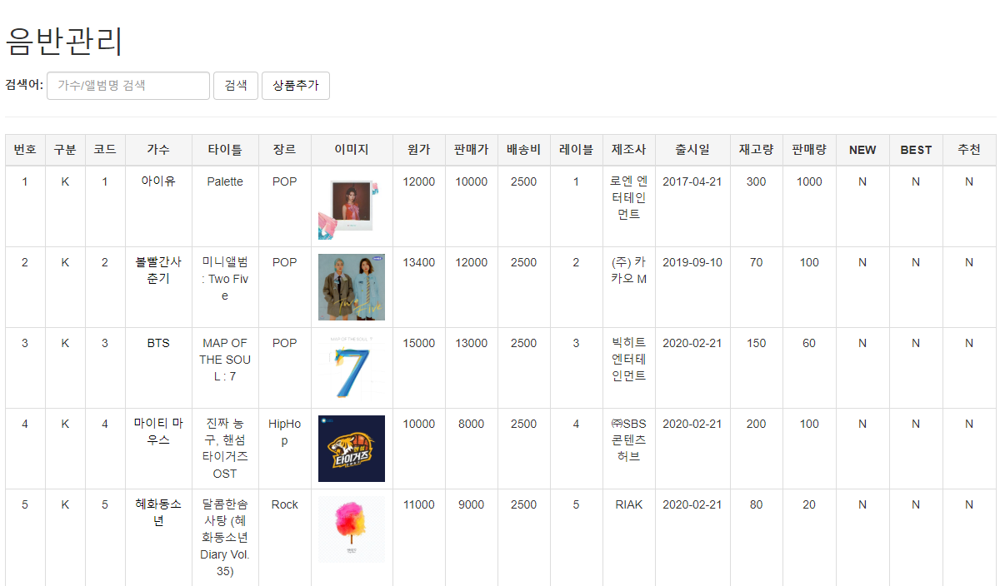 음반관리
검색어: 가수/앨범명 검색 검색 상품추가
번호 구분 코드 가수 타이틀 장르 이미지 원가 판매가 배송비 레이블 제조사 출시일 재고량 판매량 NEW BEST 추천
1 K 1 아이유 Palette POP 12000 10000 2500 1 로엔 엔 2017-04-21 300 1000 N N N
터테인
먼트
2 K 2 볼빨간사 미니앨범 POP 13400 12000 2500 2 (주) 카 2019-09-10 70 100 N N N
춘기 : Two Fiv 카오 M
e
Two Five
3 K 3 BTS MAP OF POP MAP OF THE SOUL : 7 15000 13000 2500 3 빅히트 2020-02-21 150 60 N N N
THE SOU 엔터테
L : 7 인먼트
7
4 K 4 마이티 마 진짜 농 HipHo 10000 8000 2500 4 ㈜SBS 2020-02-21 200 100 N N N
우스 구, 핸섬 p 콘텐츠
타이거즈 허브
OST
핸섬
타이거즈
5 K 5 혜화동소 달콤한솜 Rock 11000 9000 2500 5 RIAK 2020-02-21 80 20 N N N
년 사탕 (혜
화동소년
Diary Vol.
35)